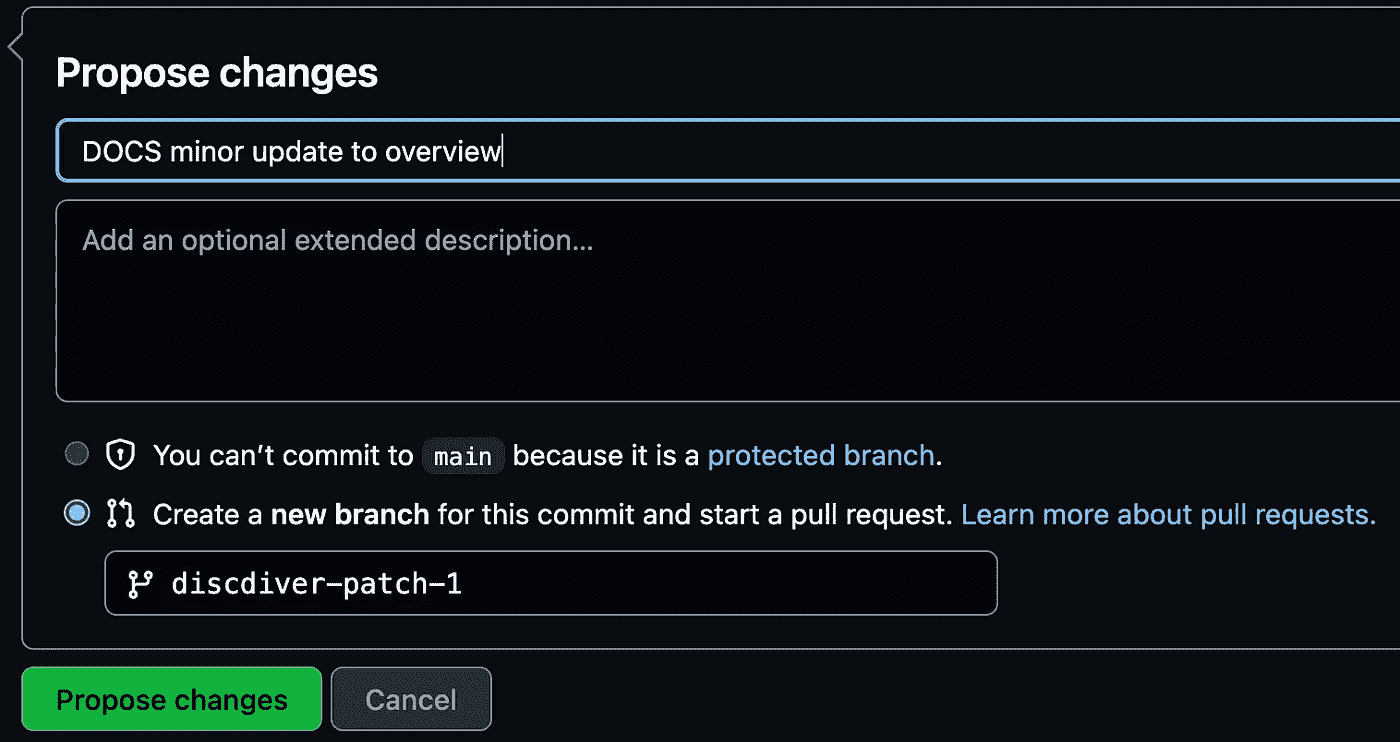 Propose changes
DOCS minor update to overview
Add an optional extended description...
You can’t commit to main because it is a protected branch.
Create a new branch for this commit and start a pull request. Learn more about pull requests.
discdiver-patch-1
Propose changes Cancel